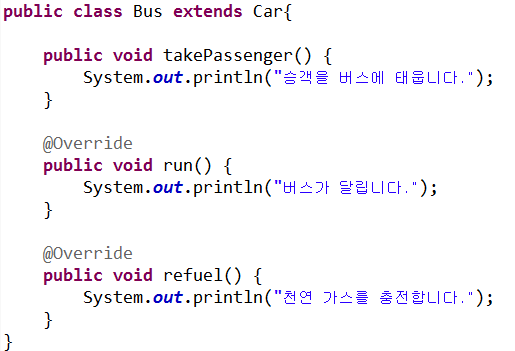 public class Bus extends Car{
public void takePassenger() {
System.out.println("승객을 버스에 태웁니다.");
}
@Override
public void run() {
System.out.println("버스가 달립니다.");
}
@Override
public void refuel() {
System.out.println("천연 가스를 충전합니다.");
}
}